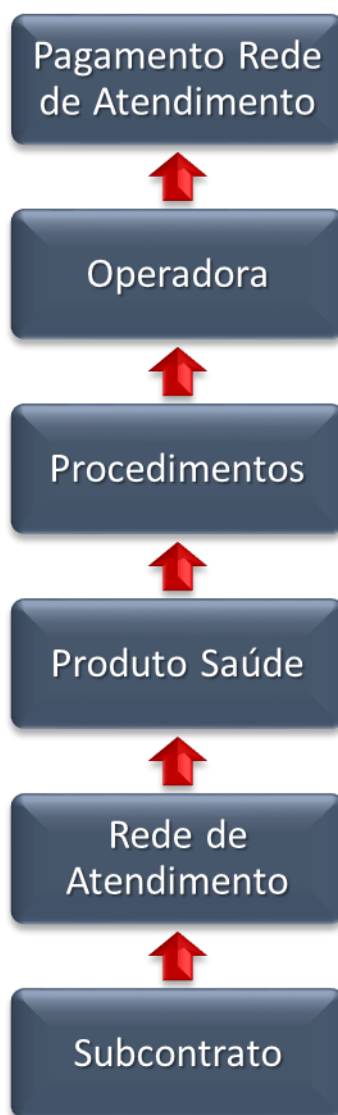 Pagamento Rede
de Atendimento
Operadora
Procedimentos
Produto Saúde
Rede de
Atendimento
Subcontrato